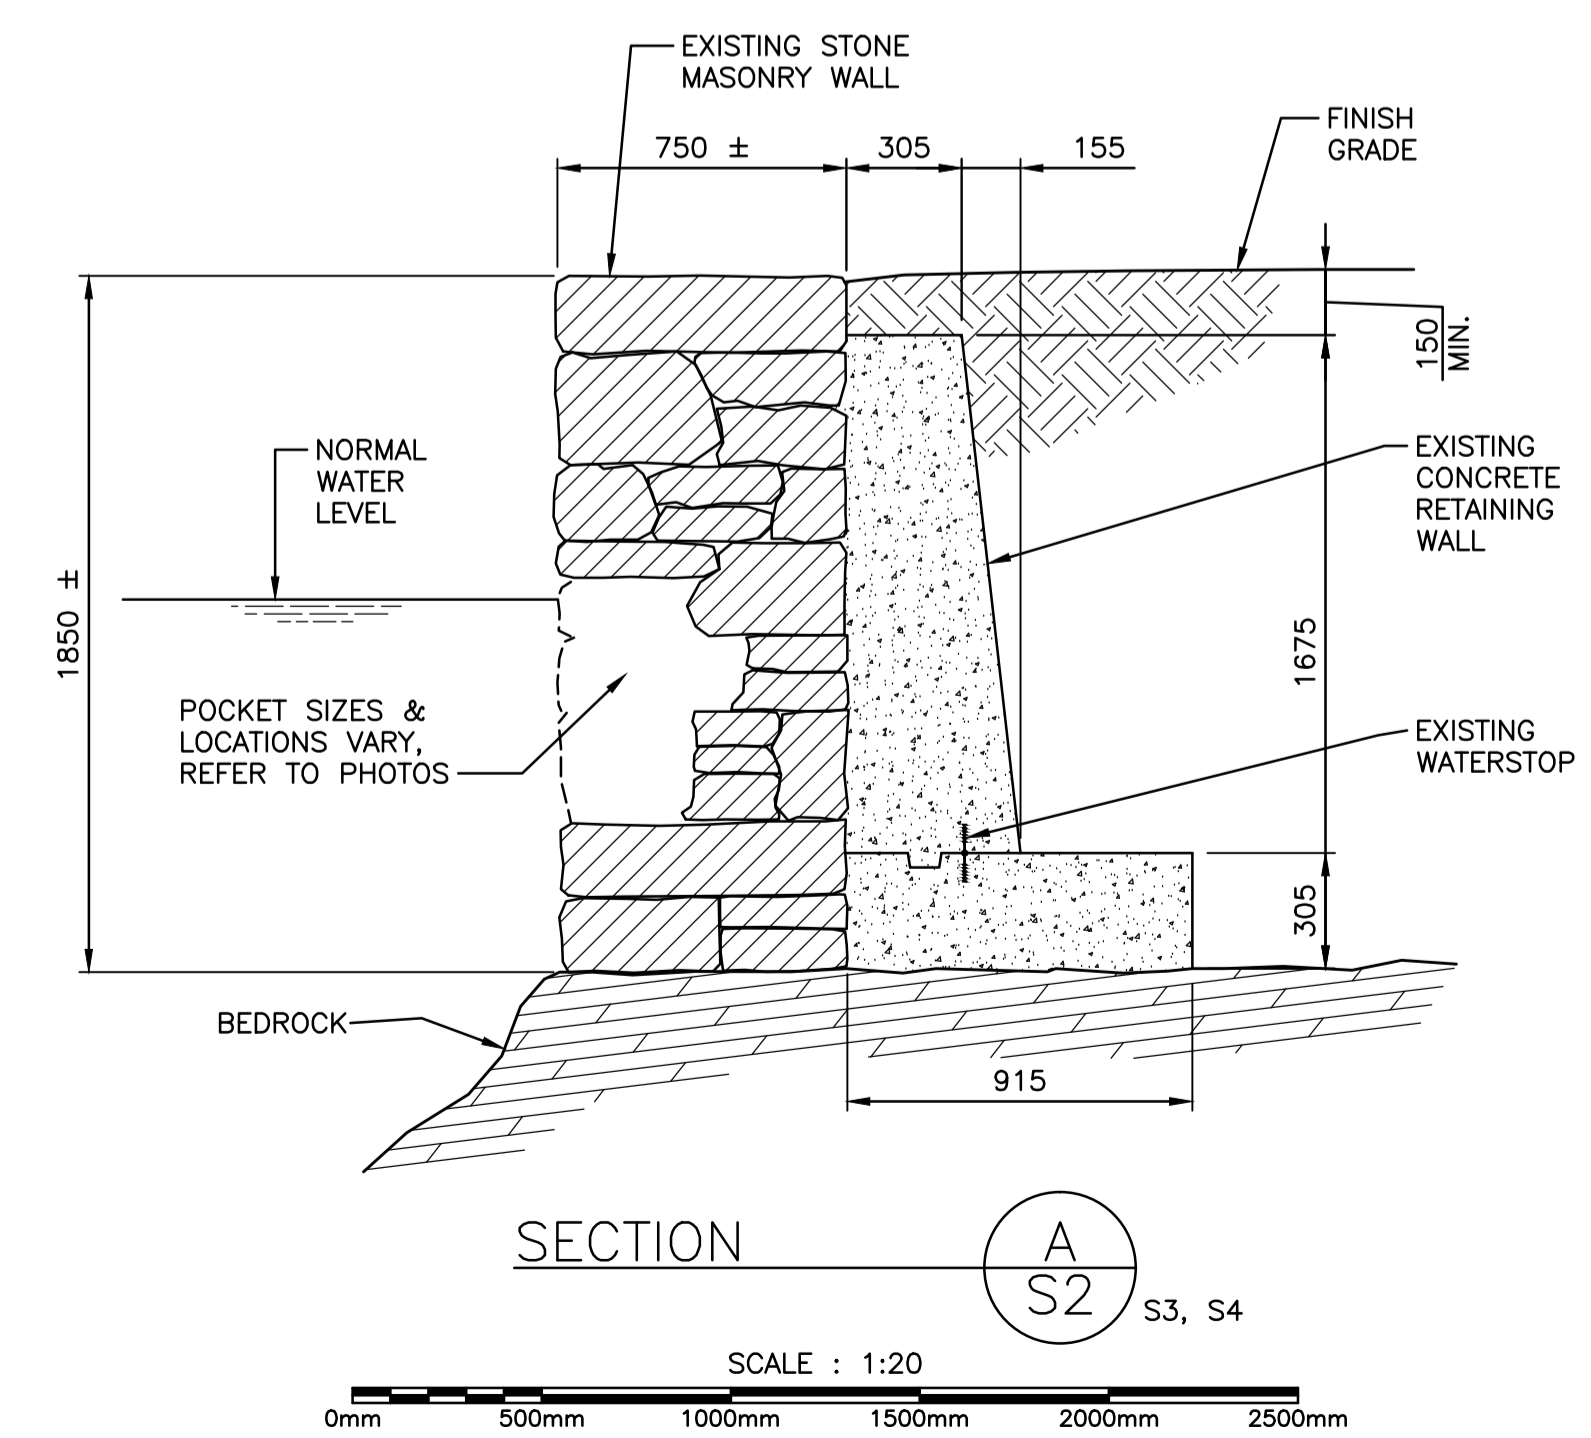 EXISTING STONE
MASONRY WALL
FINISH
GRADE
750 ±
305
155
150
MIN.
NORMAL
WATER
LEVEL
EXISTING
CONCRETE
RETAINING
WALL
1850 ±
1675
POCKET SIZES &
LOCATIONS VARY,
REFER TO PHOTOS
EXISTING
WATERSTOP
305
BEDROCK
915
SECTION
A
S2
S3, S4
SCALE : 1:20
0mm 500mm 1000mm 1500mm 2000mm 2500mm